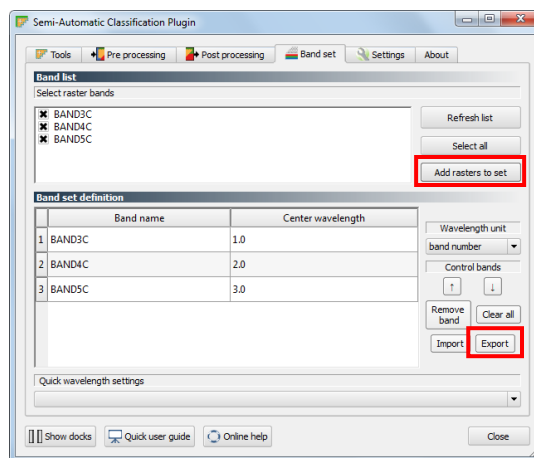 Semi-Automatic Classification Plugin
Tools Pre processing Post processing Band set Settings About
Band list
Select raster bands
BAND3C
BAND4C
BAND5C
Refresh list
Select all
Add rasters to set
Band set definition
Band name Center wavelength
1 BAND3C 1.0
2 BAND4C 2.0
3 BAND5C 3.0
Wavelength unit
band number
Control bands
↑ ↓
Remove band Clear all
Import Export
Quick wavelength settings
Show docks Quick user guide Online help Close